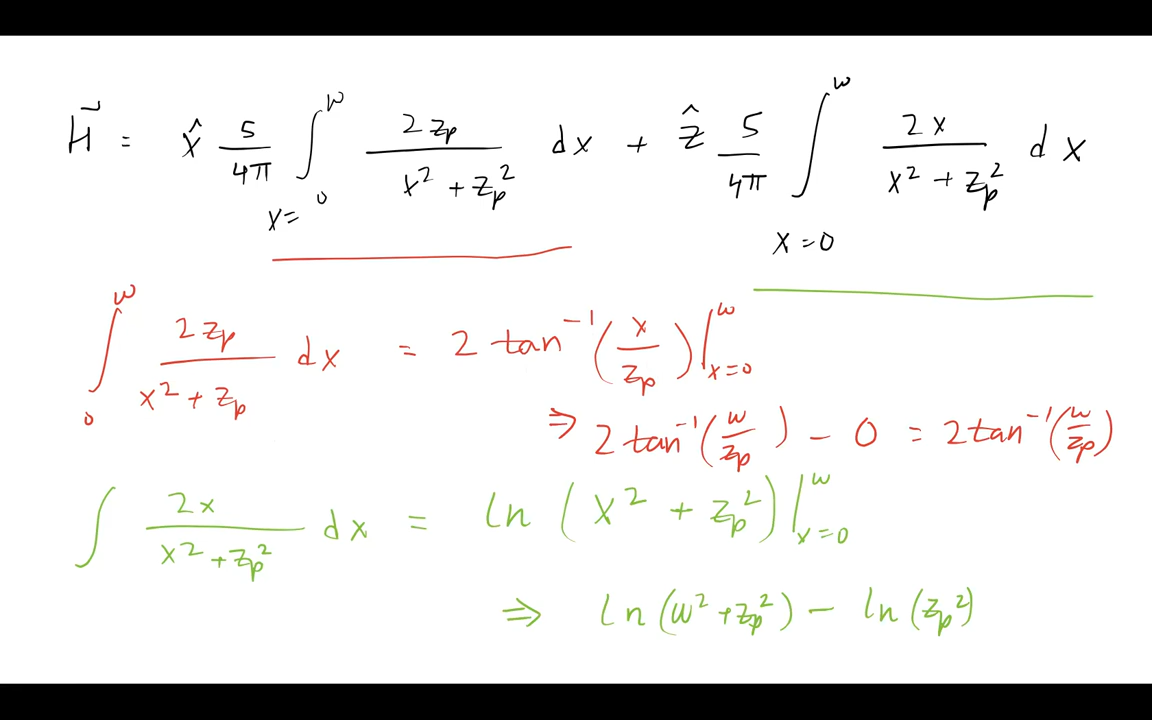 H⃗ = x̂ 5/4π ∫_{x=0}^{w} 2z_p/(x² + z_p²) dx + ẑ 5/4π ∫_{x=0}^{w} 2x/(x² + z_p²) dx
∫_0^w 2z_p/(x² + z_p) dx = 2 tan⁻¹(x/z_p)|_{x=0}^{w}
⇒ 2 tan⁻¹(w/z_p) − 0 = 2 tan⁻¹(w/z_p)
∫ 2x/(x² + z_p²) dx = ln (x² + z_p²)|_{x=0}^{w}
⇒ ln(w² + z_p²) − ln(z_p²)